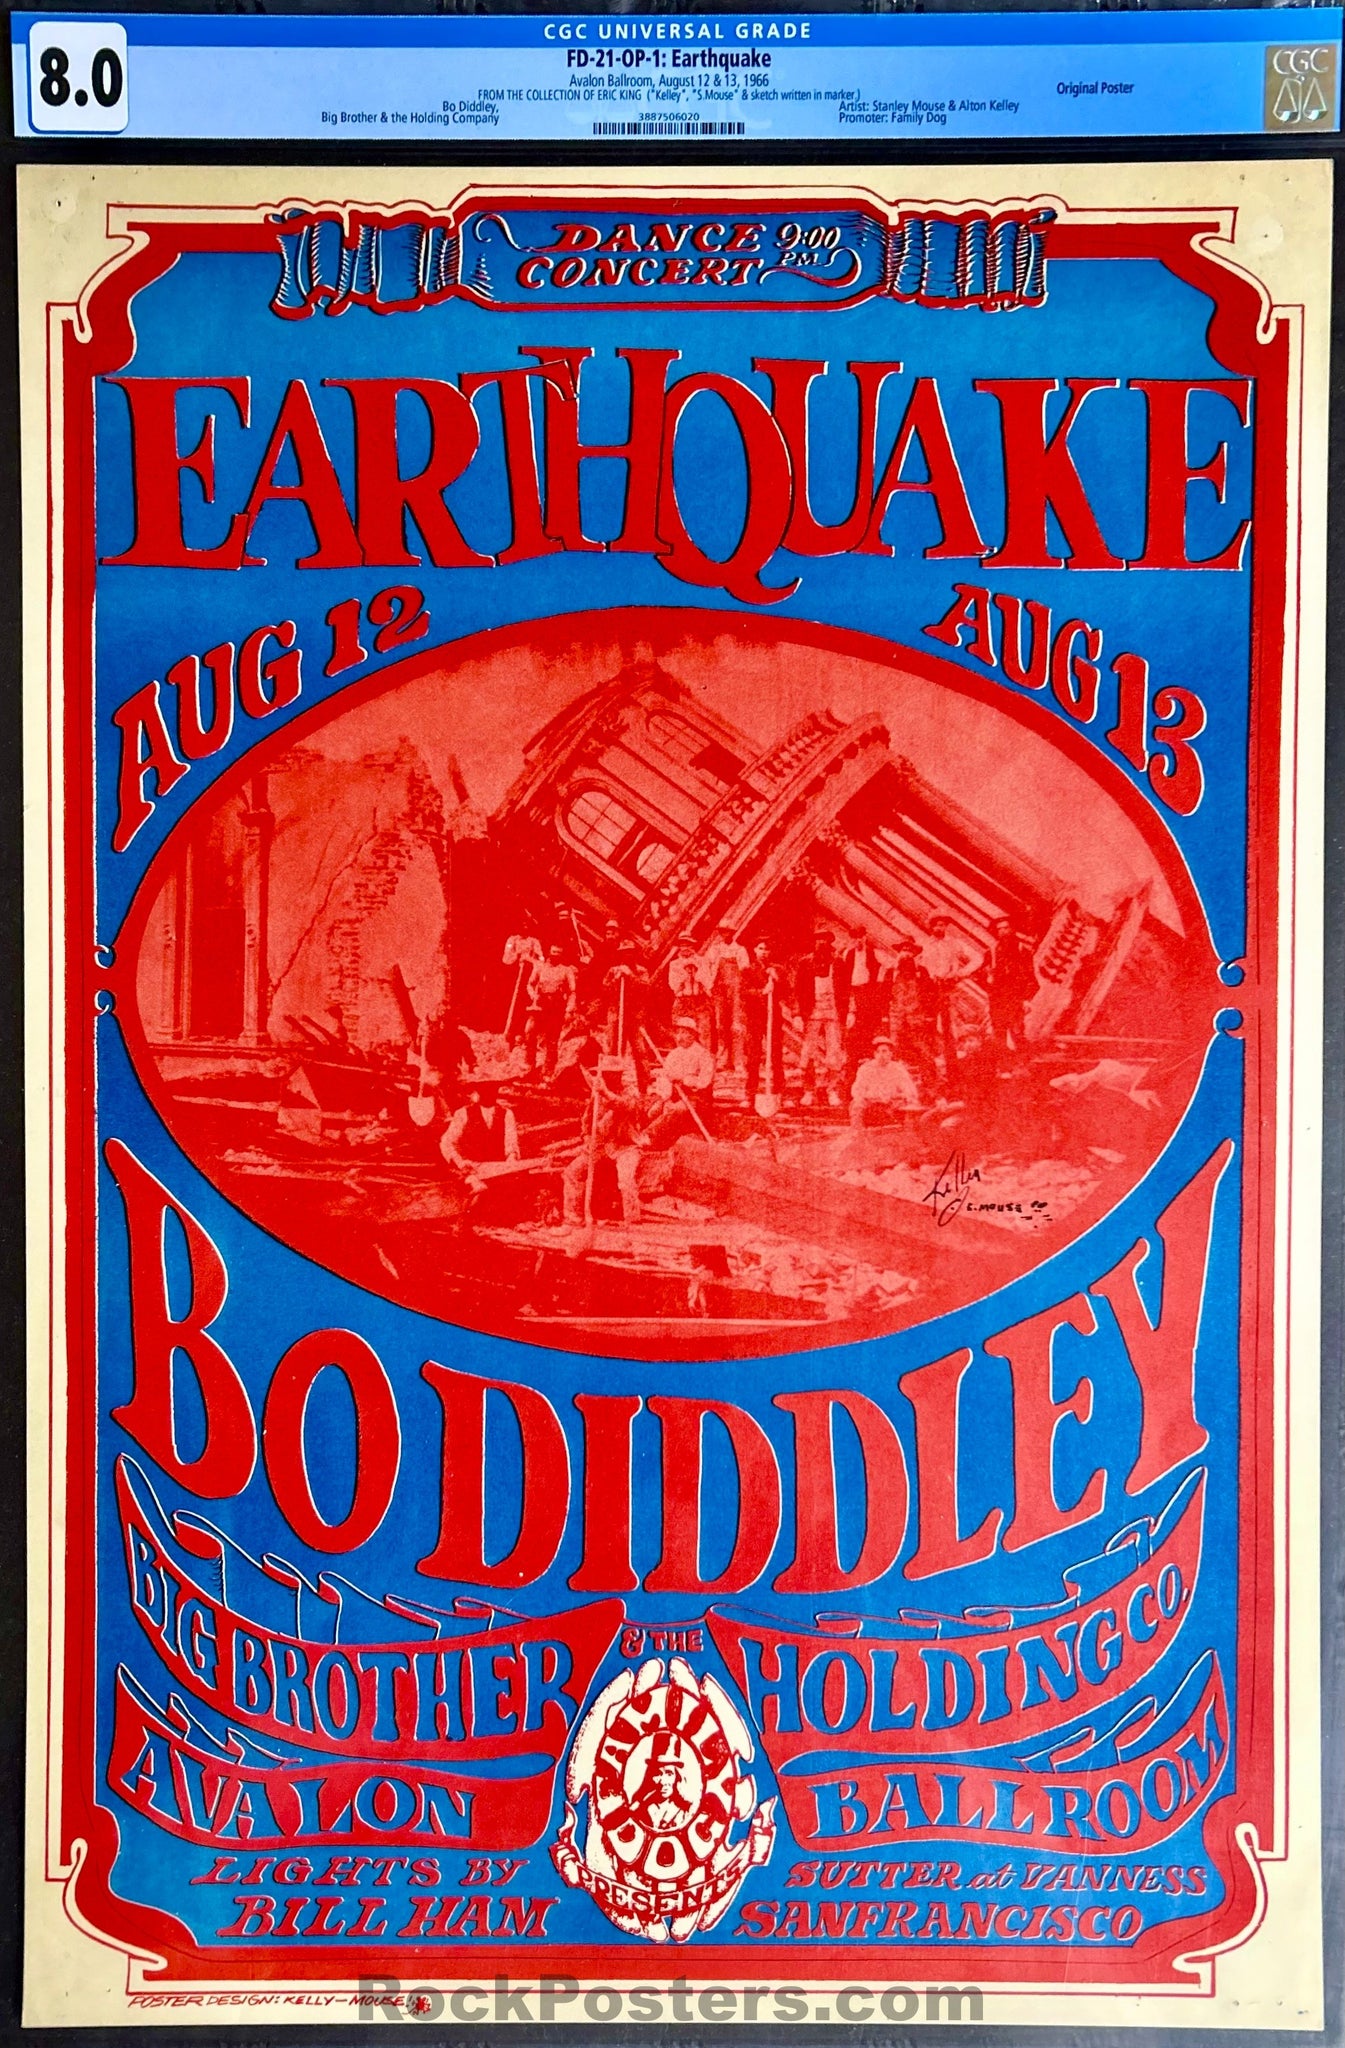 CGC UNIVERSAL GRADE
8.0
FD-21-OP-1: Earthquake
Avalon Ballroom, August 12 & 13, 1966
FROM THE COLLECTION OF ERIC KING ("Kelley", "S.Mouse" & sketch written in marker.)
Original Poster
CGC
Bo Diddley,
Big Brother & the Holding Company
3887506020
Artist: Stanley Mouse & Alton Kelley
Promoter: Family Dog
DANCE CONCERT
9:00 PM
EARTHQUAKE
AUG 12
AUG 13
Kelley
S. MOUSE
BO DIDDLEY
BIG BROTHER & THE HOLDING CO.
AVALON BALLROOM
FAMILY DOG
PRESENTS
LIGHTS BY
BILL HAM
SUTTER at VANNESS
SANFRANCISCO
POSTER DESIGN: KELLY-MOUSE
RockPosters.com